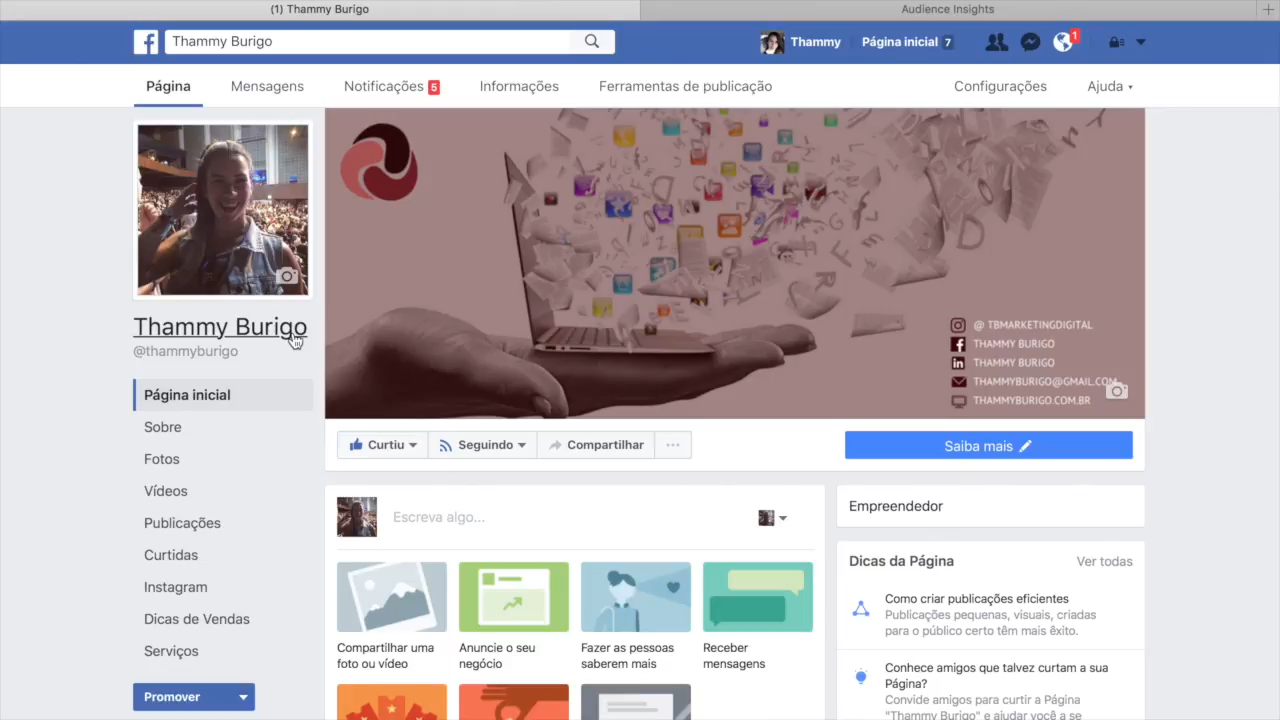 (1) Thammy Burigo
Audience Insights
Thammy Burigo
Thammy
Página inicial 7
1
Página
Mensagens
Notificações 5
Informações
Ferramentas de publicação
Configurações
Ajuda
@ TBMARKETINGDIGITAL
THAMMY BURIGO
THAMMY BURIGO
THAMMYBURIGO@GMAIL.COM
THAMMYBURIGO.COM.BR
Thammy Burigo
@thammyburigo
Página inicial
Sobre
Fotos
Vídeos
Publicações
Curtidas
Instagram
Dicas de Vendas
Serviços
Promover
Curtiu
Seguindo
Compartilhar
Saiba mais
Escreva algo...
Compartilhar uma
foto ou vídeo
Anuncie o seu
negócio
Fazer as pessoas
saberem mais
Receber
mensagens
Empreendedor
Dicas da Página
Ver todas
Como criar publicações eficientes
Publicações pequenas, visuais, criadas
para o público certo têm mais êxito.
Conhece amigos que talvez curtam a sua
Página?
Convide amigos para curtir a Página
"Thammy Burigo" e ajudar você a se